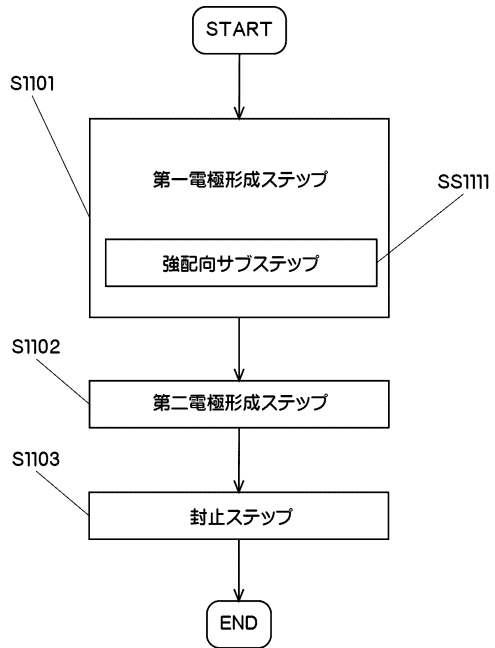 START
S1101
第一電極形成ステップ
SS1111
強配向サブステップ
S1102
第二電極形成ステップ
S1103
封止ステップ
END